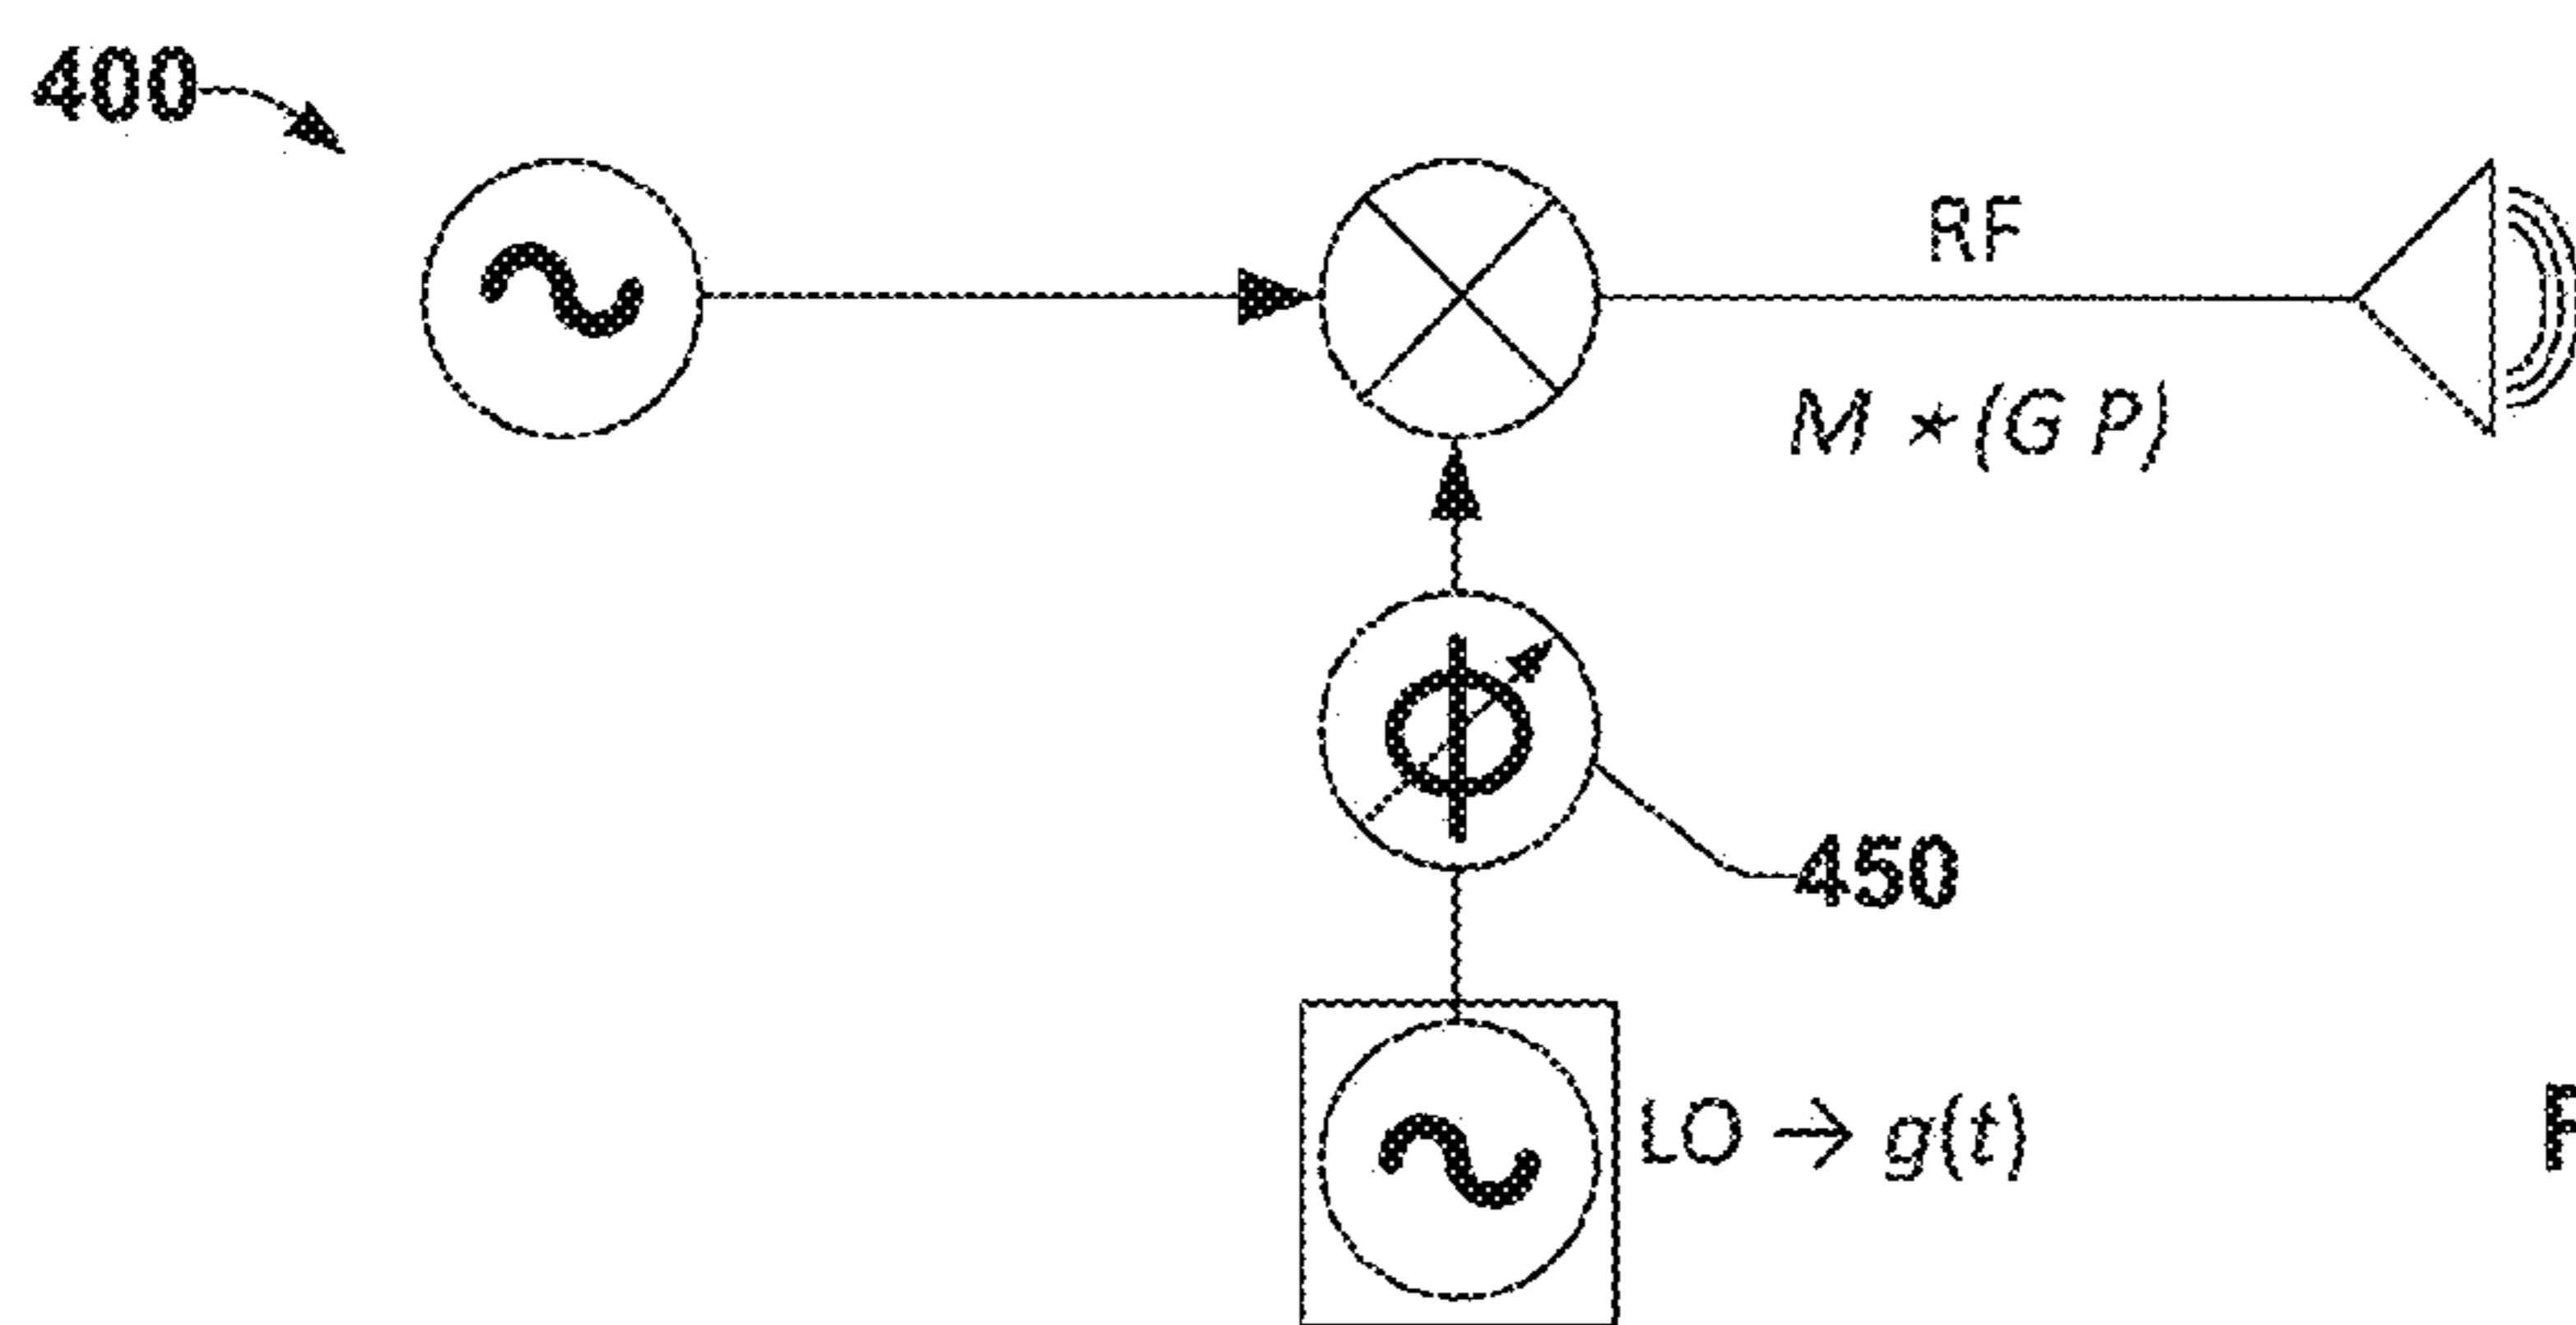 400
RF
M ⋆ (G P)
ϕ
450
LO → g(t)
F